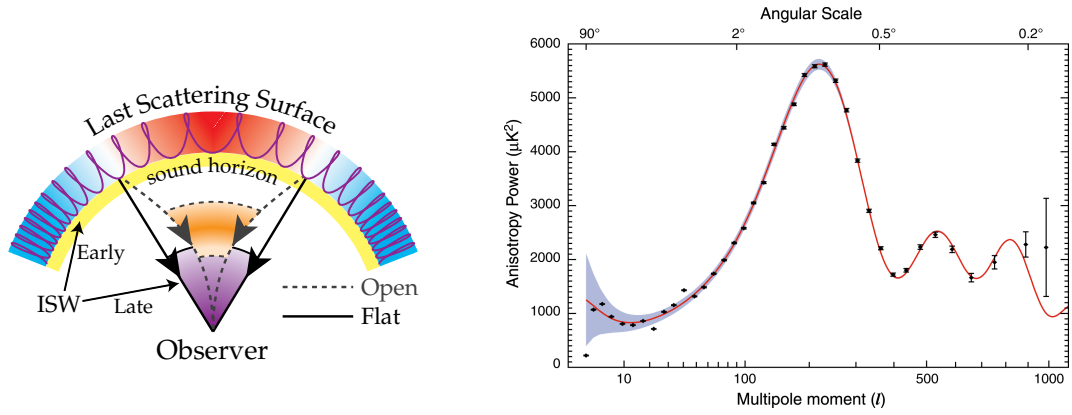 Last Scattering Surface
sound horizon
Early
ISW
Late
Open
Flat
Observer
Angular Scale
90° 2° 0.5° 0.2°
6000
5000
4000
3000
2000
1000
0
Anisotropy Power (μK²)
10 100 500 1000
Multipole moment (l)